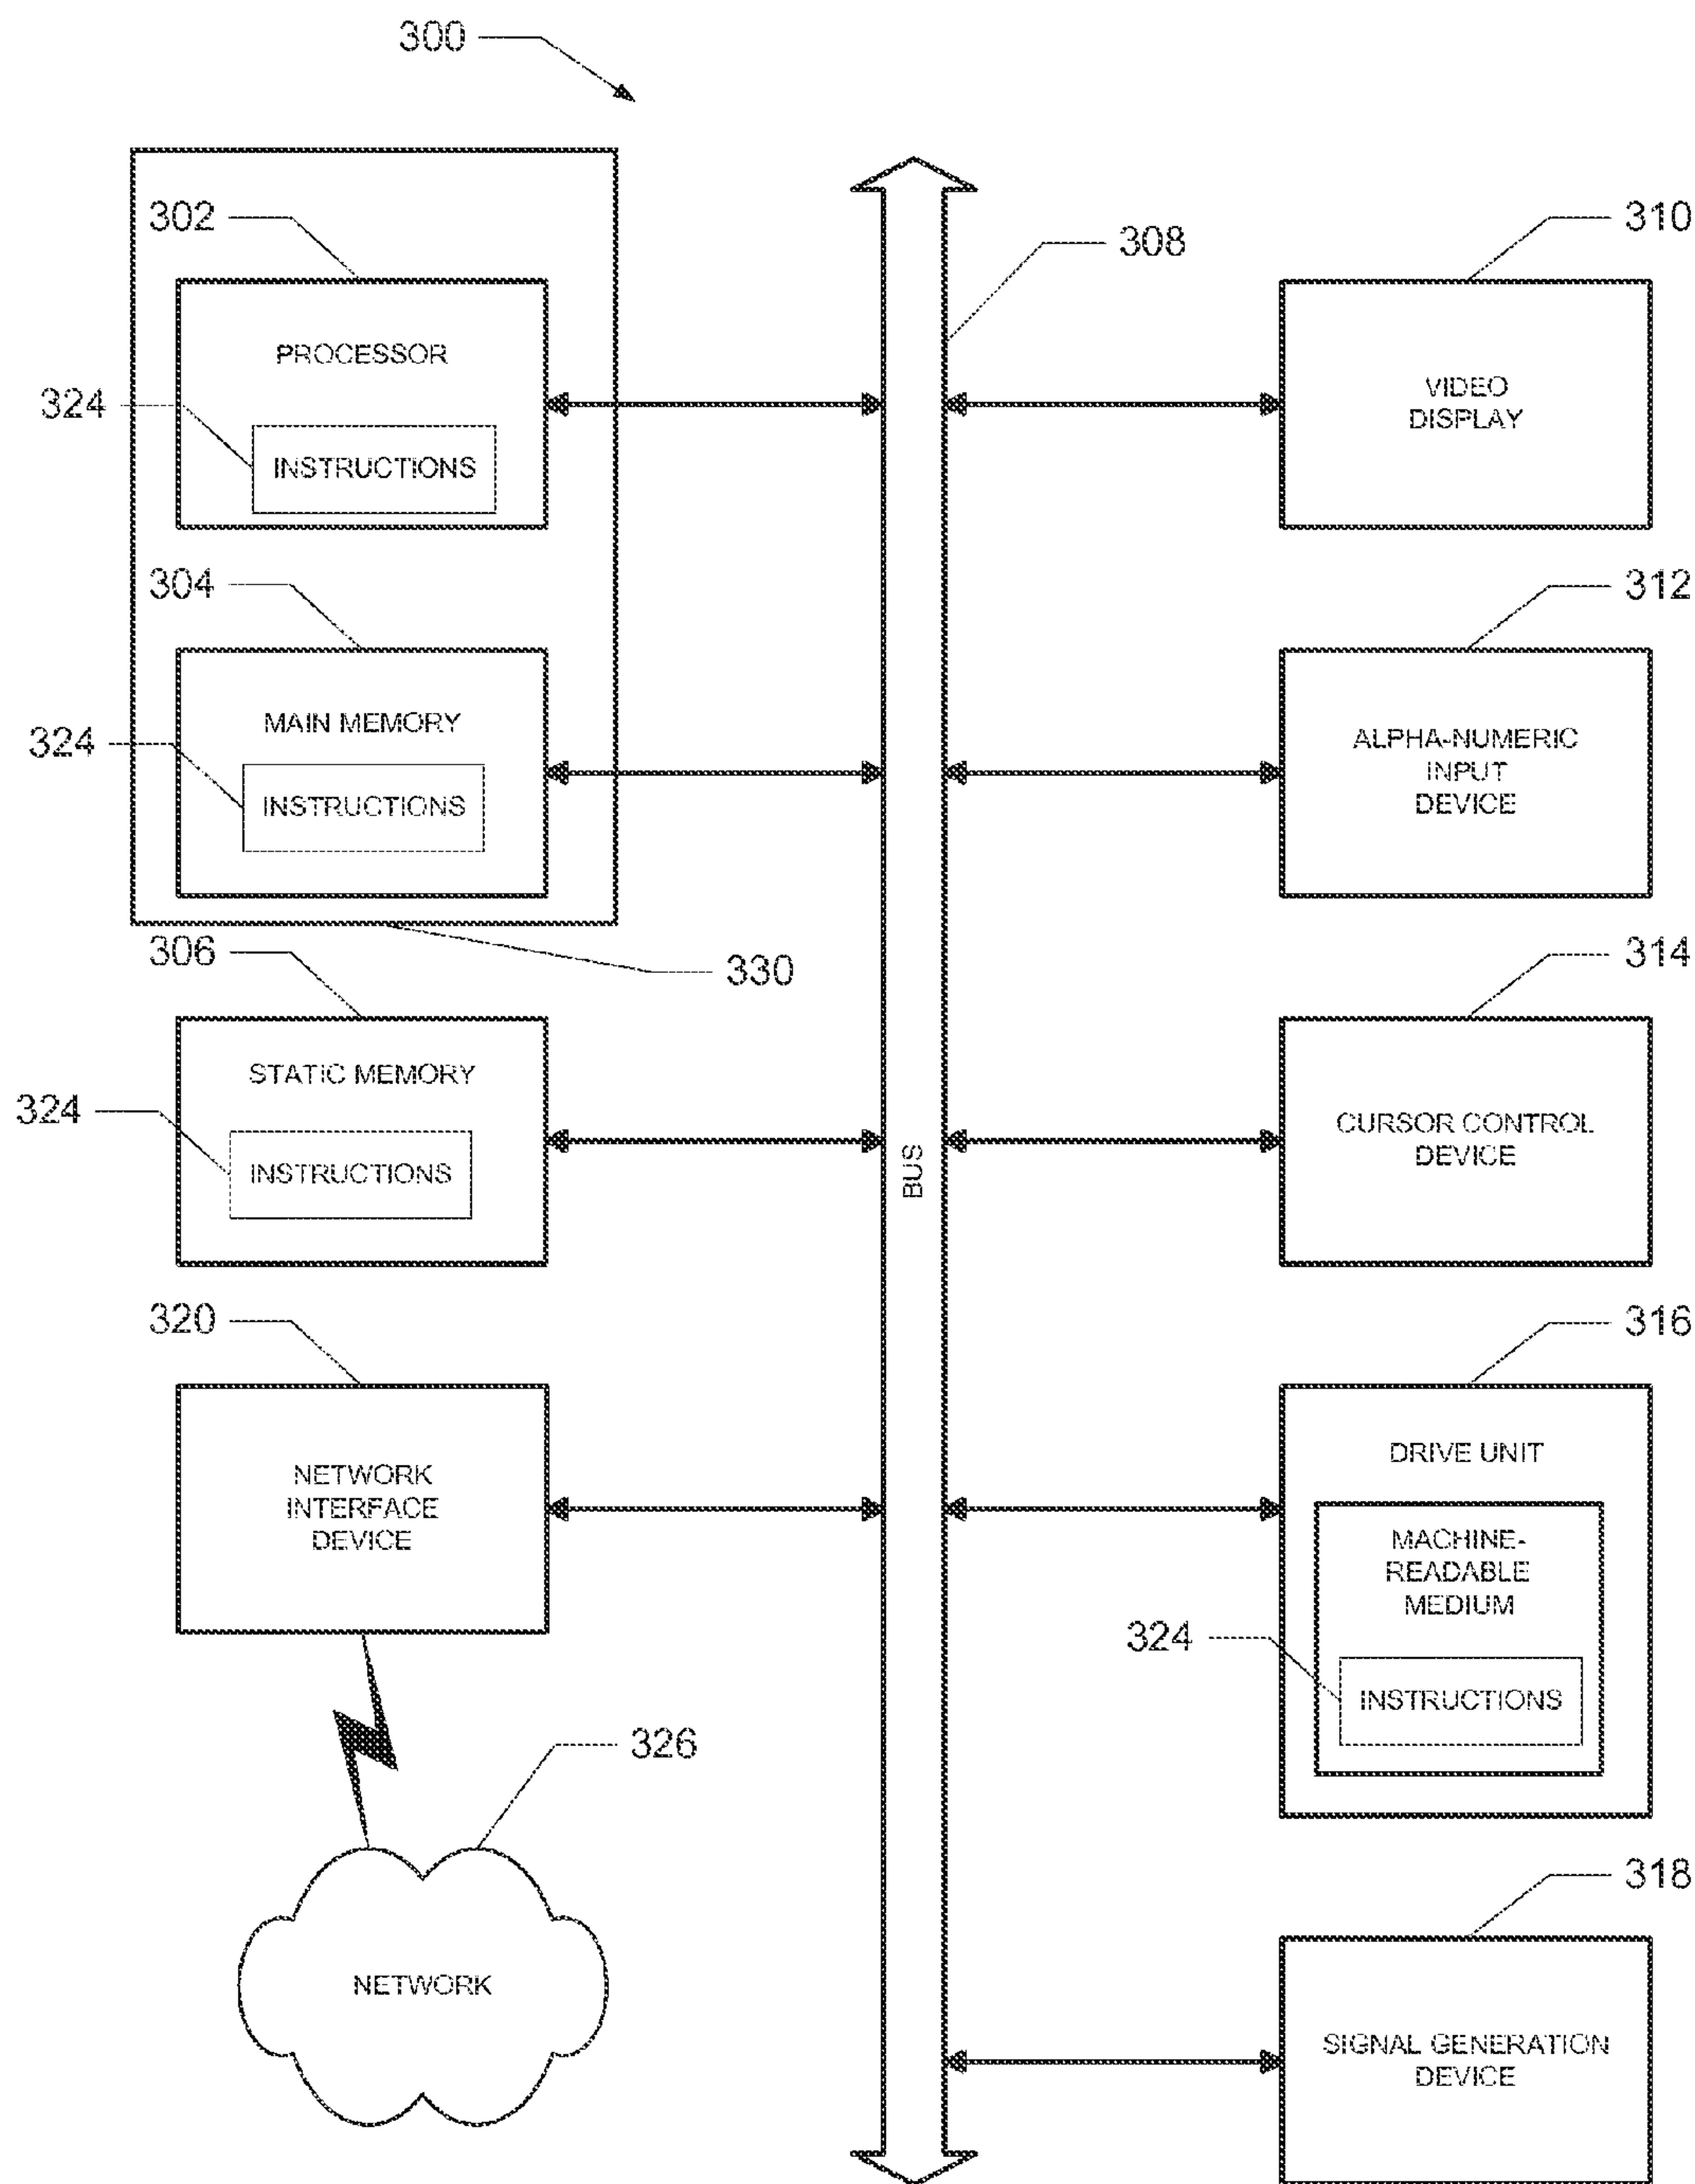 300
302
PROCESSOR
324
INSTRUCTIONS
304
MAIN MEMORY
324
INSTRUCTIONS
330
306
STATIC MEMORY
324
INSTRUCTIONS
320
NETWORK
INTERFACE
DEVICE
326
NETWORK
308
BUS
310
VIDEO
DISPLAY
312
ALPHA-NUMERIC
INPUT
DEVICE
314
CURSOR CONTROL
DEVICE
316
DRIVE UNIT
MACHINE-
READABLE
MEDIUM
324
INSTRUCTIONS
318
SIGNAL GENERATION
DEVICE